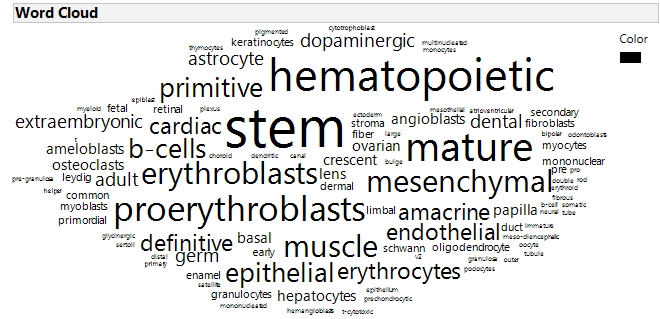 Word Cloud
Color
cytotrophoblast
pigmented
keratinocytes
dopaminergic
multinucleated
monocytes
thymocytes
astrocyte
hematopoietic
primitive
epiblast
myeloid
fetal
retinal
plexus
extraembryonic
cardiac
stem
ectoderm
stroma
angioblasts
mesothelial
atrioventricular
dental
secondary
fibroblasts
fiber
large
bipolar
odontoblasts
ameloblasts
b-cells
ovarian
mature
myocytes
osteoclasts
choroid
dendritic
canal
crescent
bulge
mononuclear
pre-granulosa
leydig
adult
erythroblasts
lens
dermal
mesenchymal
pre
pro
double
rod
erythroid
helper
common
fibrous
myoblasts
proerythroblasts
limbal
amacrine
papilla
b-cell
somatic
neural
tube
primordial
endothelial
duct
immature
glycinergic
sertoli
definitive
basal
muscle
schwann
oligodendrocyte
meso-diencephelic
oocyte
tubule
distal
primary
germ
early
v2
granulosa
outer
enamel
epithelial
erythrocytes
podocytes
satellite
granulocytes
hepatocytes
epithelium
prechondrocytic
mononucleated
hemangioblasts
t-cytotoxic